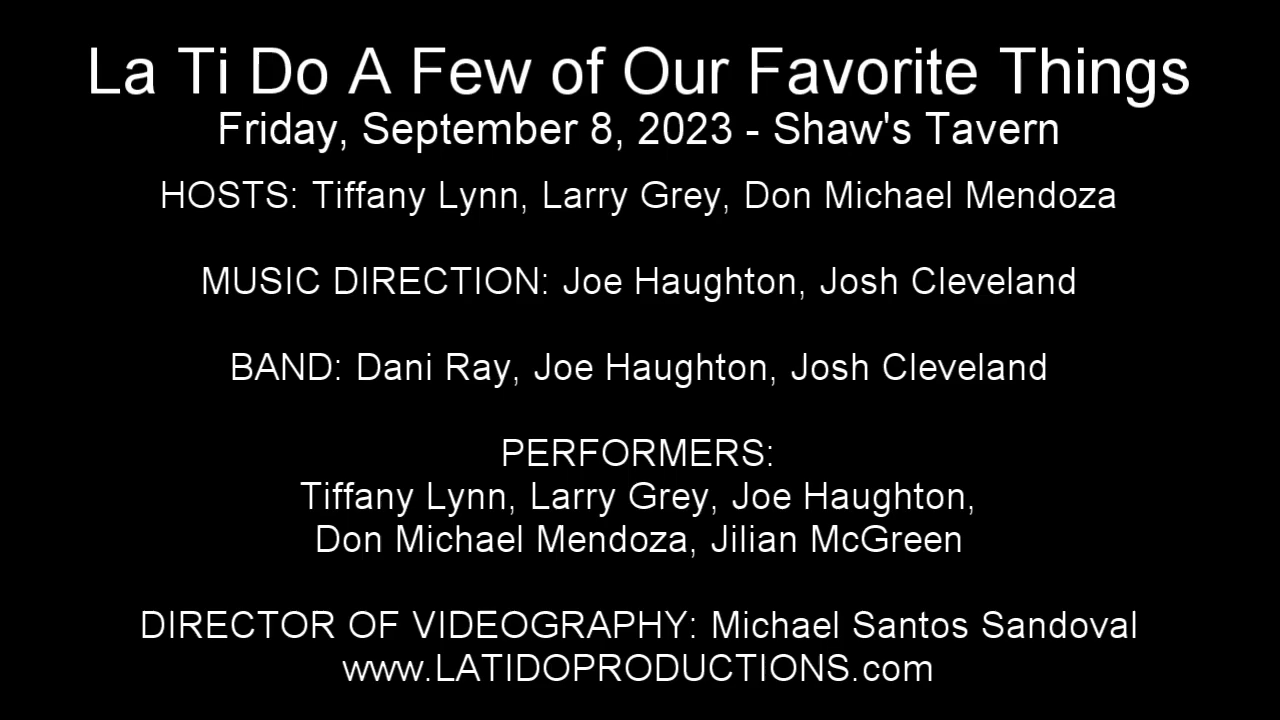 La Ti Do A Few of Our Favorite Things
Friday, September 8, 2023 - Shaw's Tavern
HOSTS: Tiffany Lynn, Larry Grey, Don Michael Mendoza
MUSIC DIRECTION: Joe Haughton, Josh Cleveland
BAND: Dani Ray, Joe Haughton, Josh Cleveland
PERFORMERS:
Tiffany Lynn, Larry Grey, Joe Haughton,
Don Michael Mendoza, Jilian McGreen
DIRECTOR OF VIDEOGRAPHY: Michael Santos Sandoval
www.LATIDOPRODUCTIONS.com